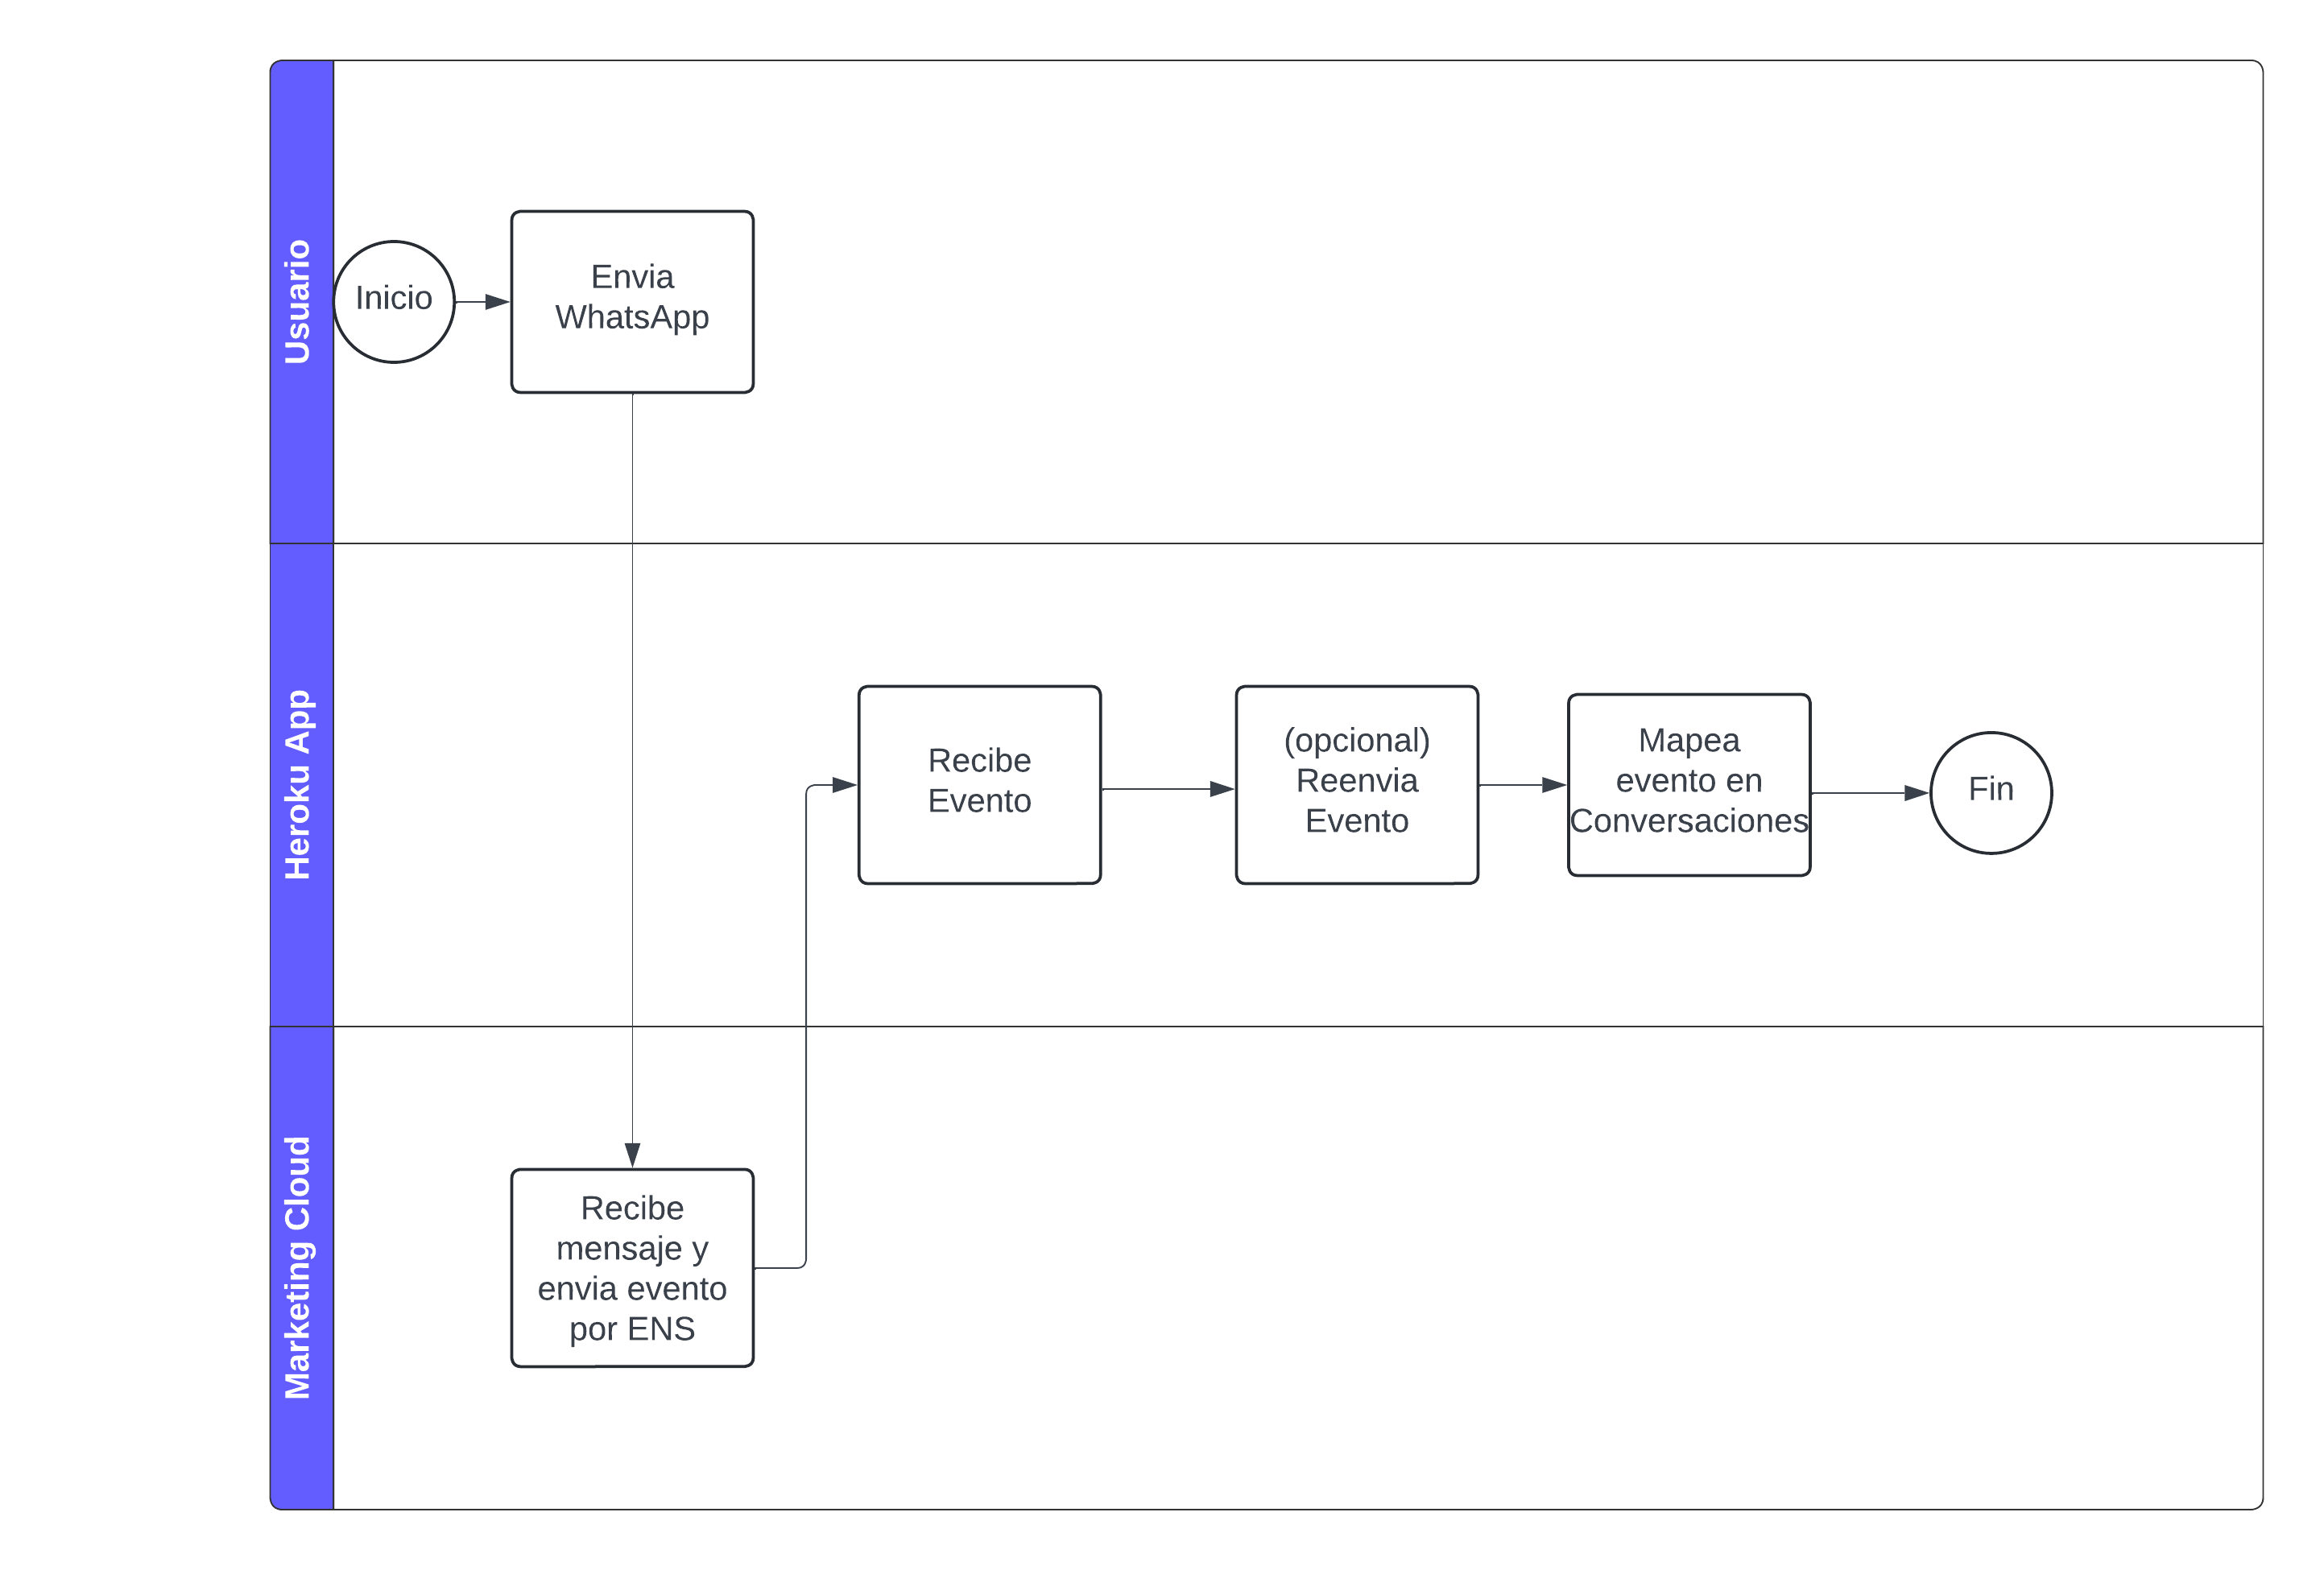 Usuario
Inicio
Envia
WhatsApp
Heroku App
Recibe
Evento
(opcional)
Reenvia
Evento
Mapea
evento en
Conversaciones
Fin
Marketing Cloud
Recibe
mensaje y
envia evento
por ENS